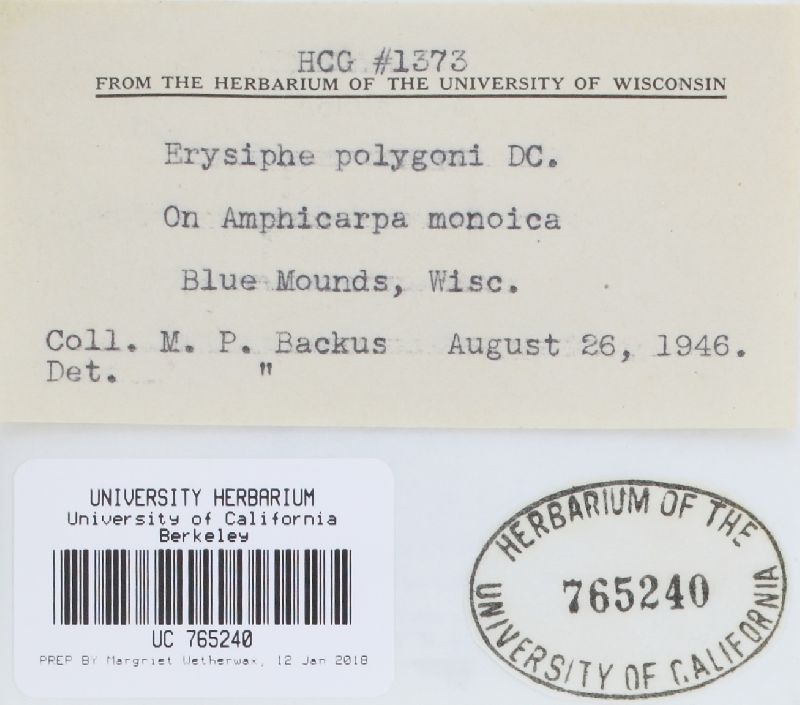 HCG #1373
FROM THE HERBARIUM OF THE UNIVERSITY OF WISCONSIN
Erysiphe polygoni DC.
On Amphicarpa monoica
Blue Mounds, Wisc.
Coll. M. P. Backus August 26, 1946.
Det. "
UNIVERSITY HERBARIUM
University of California
Berkeley
UC 765240
PREP BY Margriet Wetherwax, 12 Jan 2018
HERBARIUM OF THE
765240
UNIVERSITY OF CALIFORNIA